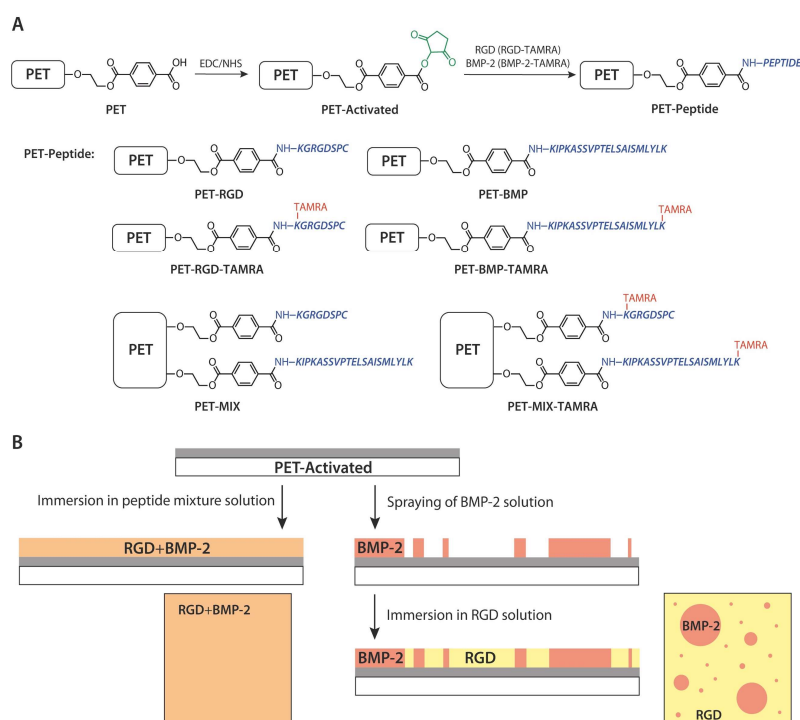 A
PET
O
O
O
O
OH
PET
EDC/NHS
PET
O
O
O
O
O
O
O
PET-Activated
RGD (RGD-TAMRA)
BMP-2 (BMP-2-TAMRA)
PET
O
O
O
NH–PEPTIDE
O
PET-Peptide
PET-Peptide:
PET
O
O
O
NH–KGRGDSPC
O
PET-RGD
PET
O
O
O
NH–KIPKASSVPTELSAISMLYLK
O
PET-BMP
TAMRA
PET
O
O
O
NH–KGRGDSPC
O
PET-RGD-TAMRA
TAMRA
PET
O
O
O
NH–KIPKASSVPTELSAISMLYLK
O
PET-BMP-TAMRA
PET
O
O
O
NH–KGRGDSPC
O
O
O
O
NH–KIPKASSVPTELSAISMLYLK
O
PET-MIX
TAMRA
PET
O
O
O
NH–KGRGDSPC
O
TAMRA
O
O
O
NH–KIPKASSVPTELSAISMLYLK
O
PET-MIX-TAMRA
B
PET-Activated
Immersion in peptide mixture solution
Spraying of BMP-2 solution
RGD+BMP-2
BMP-2
RGD+BMP-2
Immersion in RGD solution
BMP-2 RGD
BMP-2
RGD